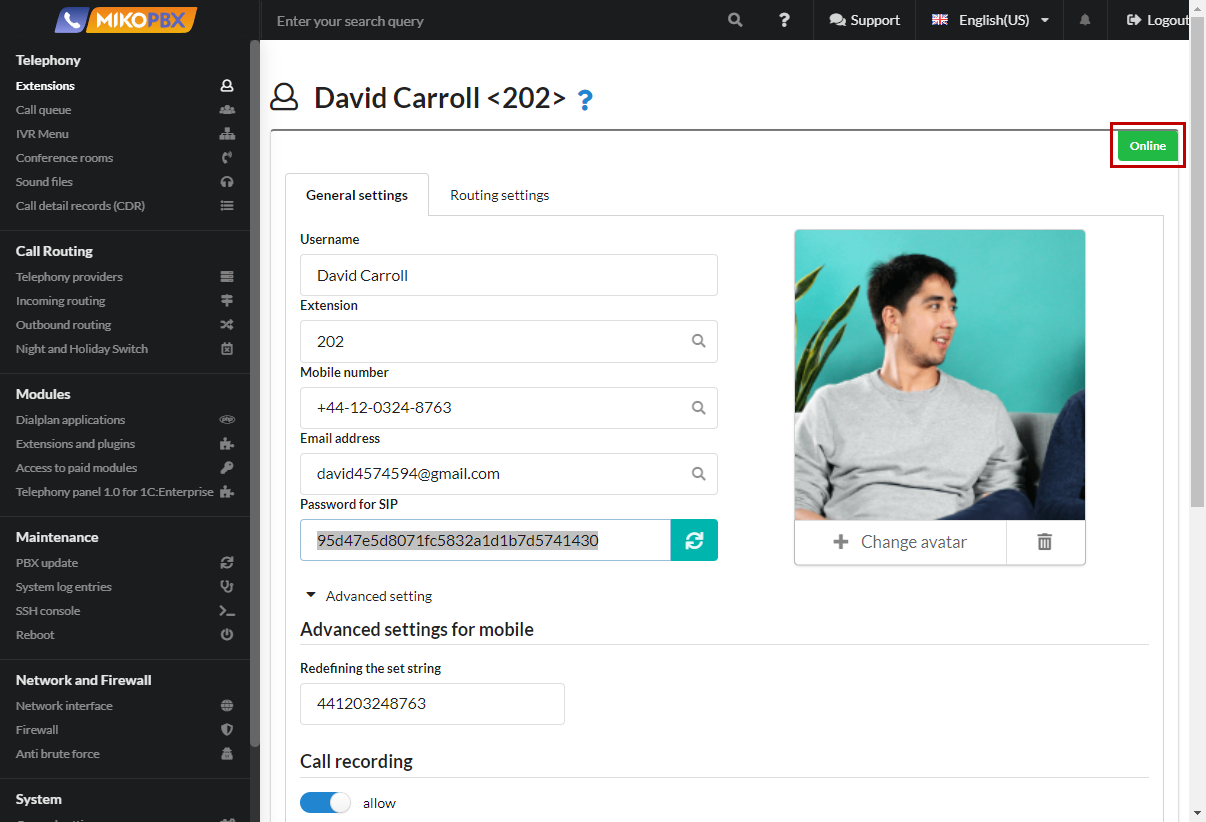 MIKOPBX
Enter your search query
?
Support
English(US)
Logout
Telephony
Extensions
Call queue
IVR Menu
Conference rooms
Sound files
Call detail records (CDR)
Call Routing
Telephony providers
Incoming routing
Outbound routing
Night and Holiday Switch
Modules
Dialplan applications
Extensions and plugins
Access to paid modules
Telephony panel 1.0 for 1C:Enterprise
Maintenance
PBX update
System log entries
SSH console
Reboot
Network and Firewall
Network interface
Firewall
Anti brute force
System
David Carroll <202> ?
Online
General settings
Routing settings
Username
David Carroll
Extension
202
Mobile number
+44-12-0324-8763
Email address
david4574594@gmail.com
Password for SIP
95d47e5d8071fc5832a1d1b7d5741430
Change avatar
Advanced setting
Advanced settings for mobile
Redefining the set string
441203248763
Call recording
allow